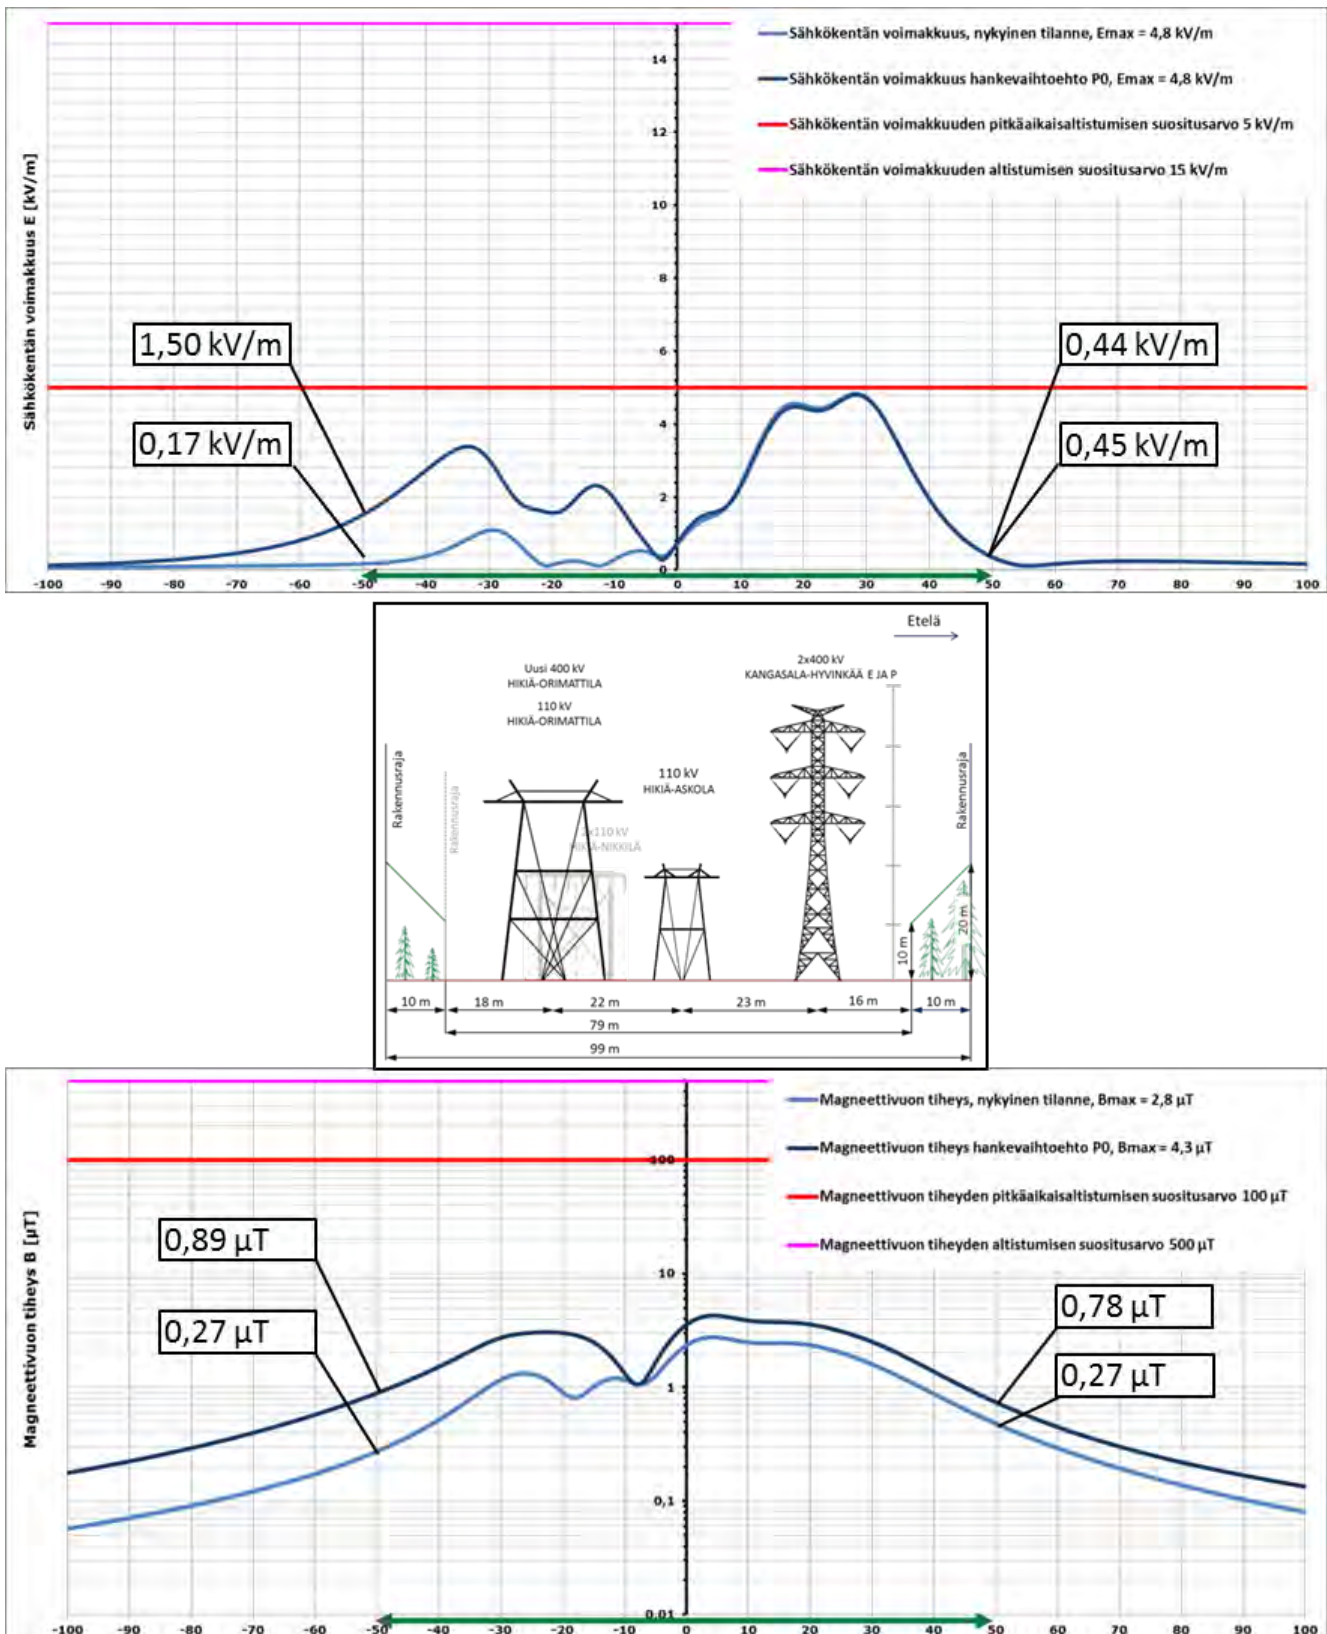 Sähkökentän voimakkuus E [kV/m]
Sähkökentän voimakkuus, nykyinen tilanne, Emax = 4,8 kV/m
Sähkökentän voimakkuus hankevaihtoehto P0, Emax = 4,8 kV/m
Sähkökentän voimakkuuden pitkäaikaisaltistumisen suositusarvo 5 kV/m
Sähkökentän voimakkuuden altistumisen suositusarvo 15 kV/m
14
12
10
8
6
4
2
0
1,50 kV/m
0,17 kV/m
0,44 kV/m
0,45 kV/m
-100 -90 -80 -70 -60 -50 -40 -30 -20 -10 0 10 20 30 40 50 60 70 80 90 100
Etelä
Uusi 400 kV
HIKIÄ-ORIMATTILA
110 kV
HIKIÄ-ORIMATTILA
2x400 kV
KANGASALA-HYVINKÄÄ E JA P
110 kV
HIKIÄ-ASKOLA
2x110 kV
HIKIÄ-NIKKILÄ
Rakennusraja
Rakennusraja
Rakennusraja
10 m
20 m
10 m 18 m 22 m 23 m 16 m 10 m
79 m
99 m
Magneettivuon tiheys B [µT]
Magneettivuon tiheys, nykyinen tilanne, Bmax = 2,8 µT
Magneettivuon tiheys hankevaihtoehto P0, Bmax = 4,3 µT
Magneettivuon tiheyden pitkäaikaisaltistumisen suositusarvo 100 µT
Magneettivuon tiheyden altistumisen suositusarvo 500 µT
100
10
1
0,1
0,01
0,89 µT
0,27 µT
0,78 µT
0,27 µT
-100 -90 -80 -70 -60 -50 -40 -30 -20 -10 0 10 20 30 40 50 60 70 80 90 100